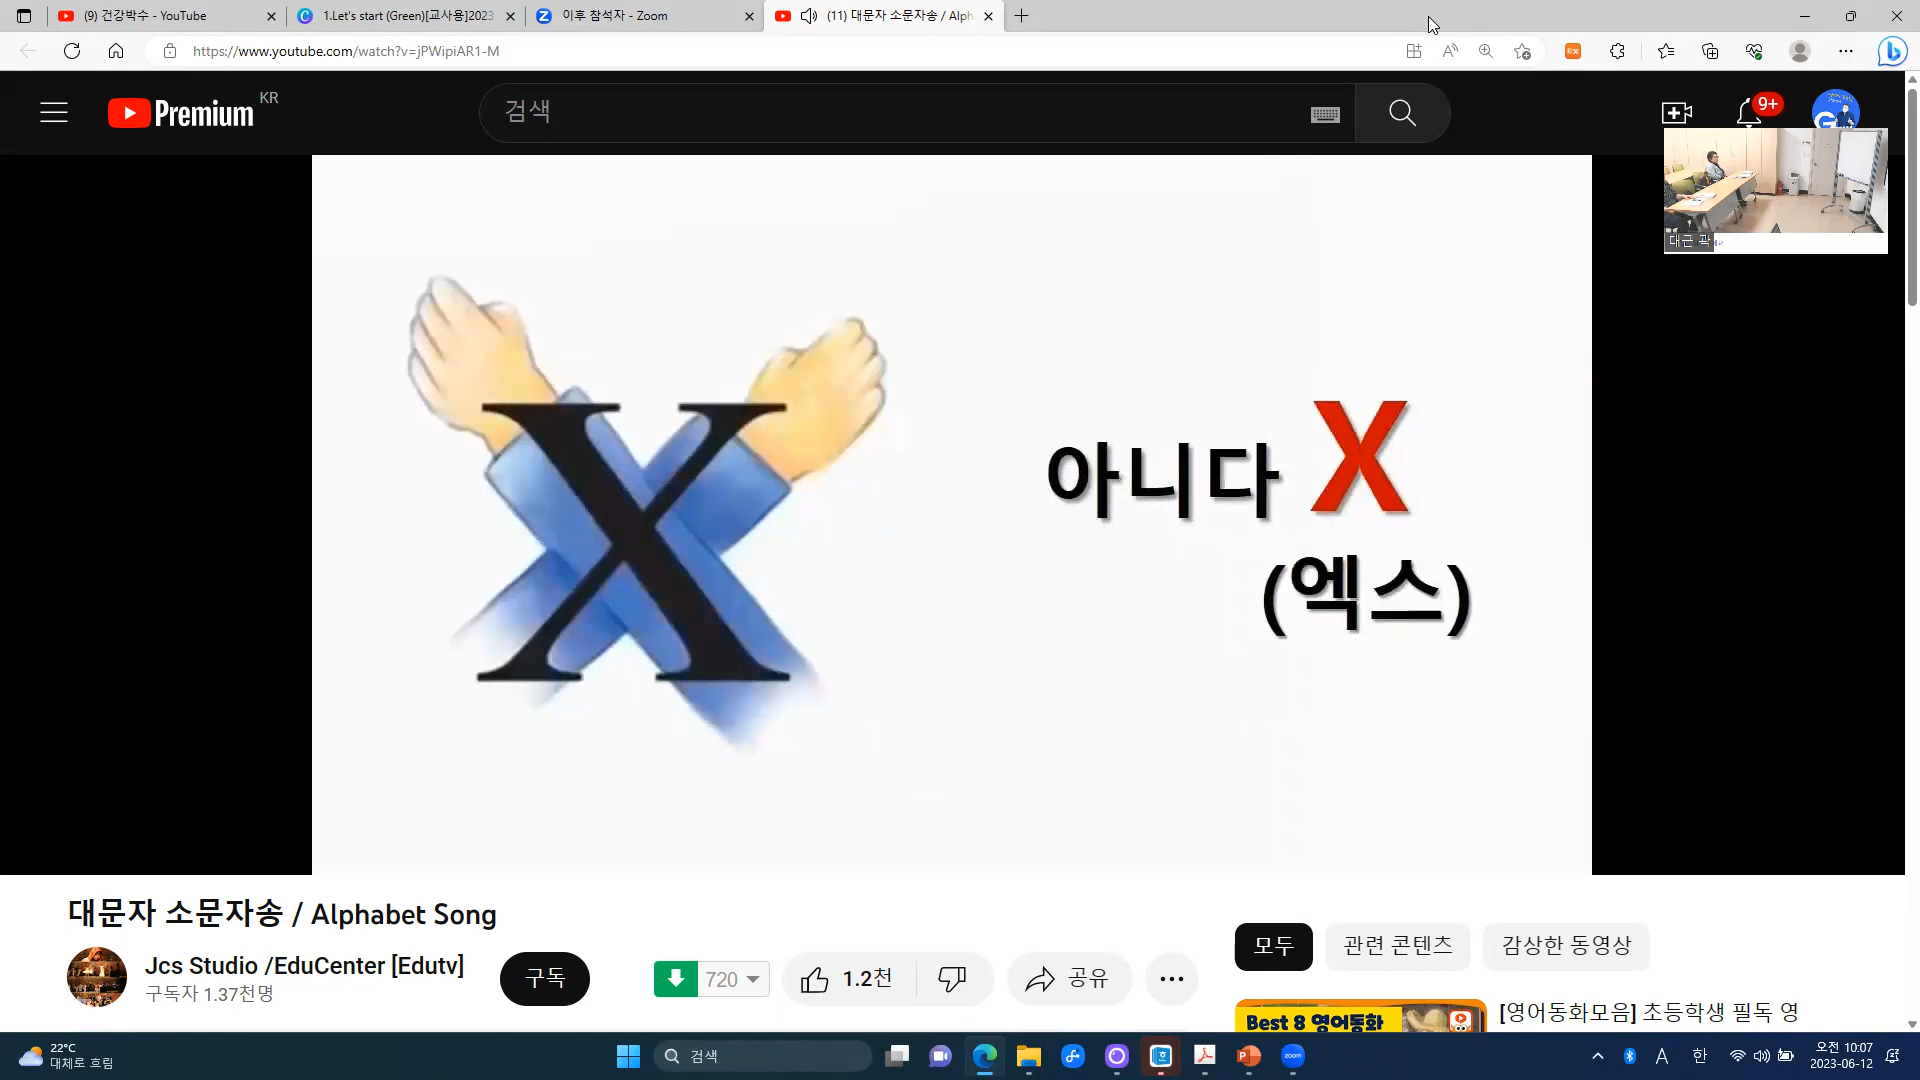 (9) 건강박수 - YouTube
1.Let's start (Green)[교사용]2023
이후 참석자 - Zoom
(11) 대문자 소문자송 / Alph
https://www.youtube.com/watch?v=jPWipiAR1-M
Premium KR
검색
9+
대근 곽
X
아니다 X
(엑스)
대문자 소문자송 / Alphabet Song
Jcs Studio /EduCenter [Edutv]
구독자 1.37천명
구독
720
1.2천
공유
모두
관련 콘텐츠
감상한 동영상
Best 8 영어동화
[영어동화모음] 초등학생 필독 영
22°C
대체로 흐림
검색
zoom
A
한
오전 10:07
2023-06-12